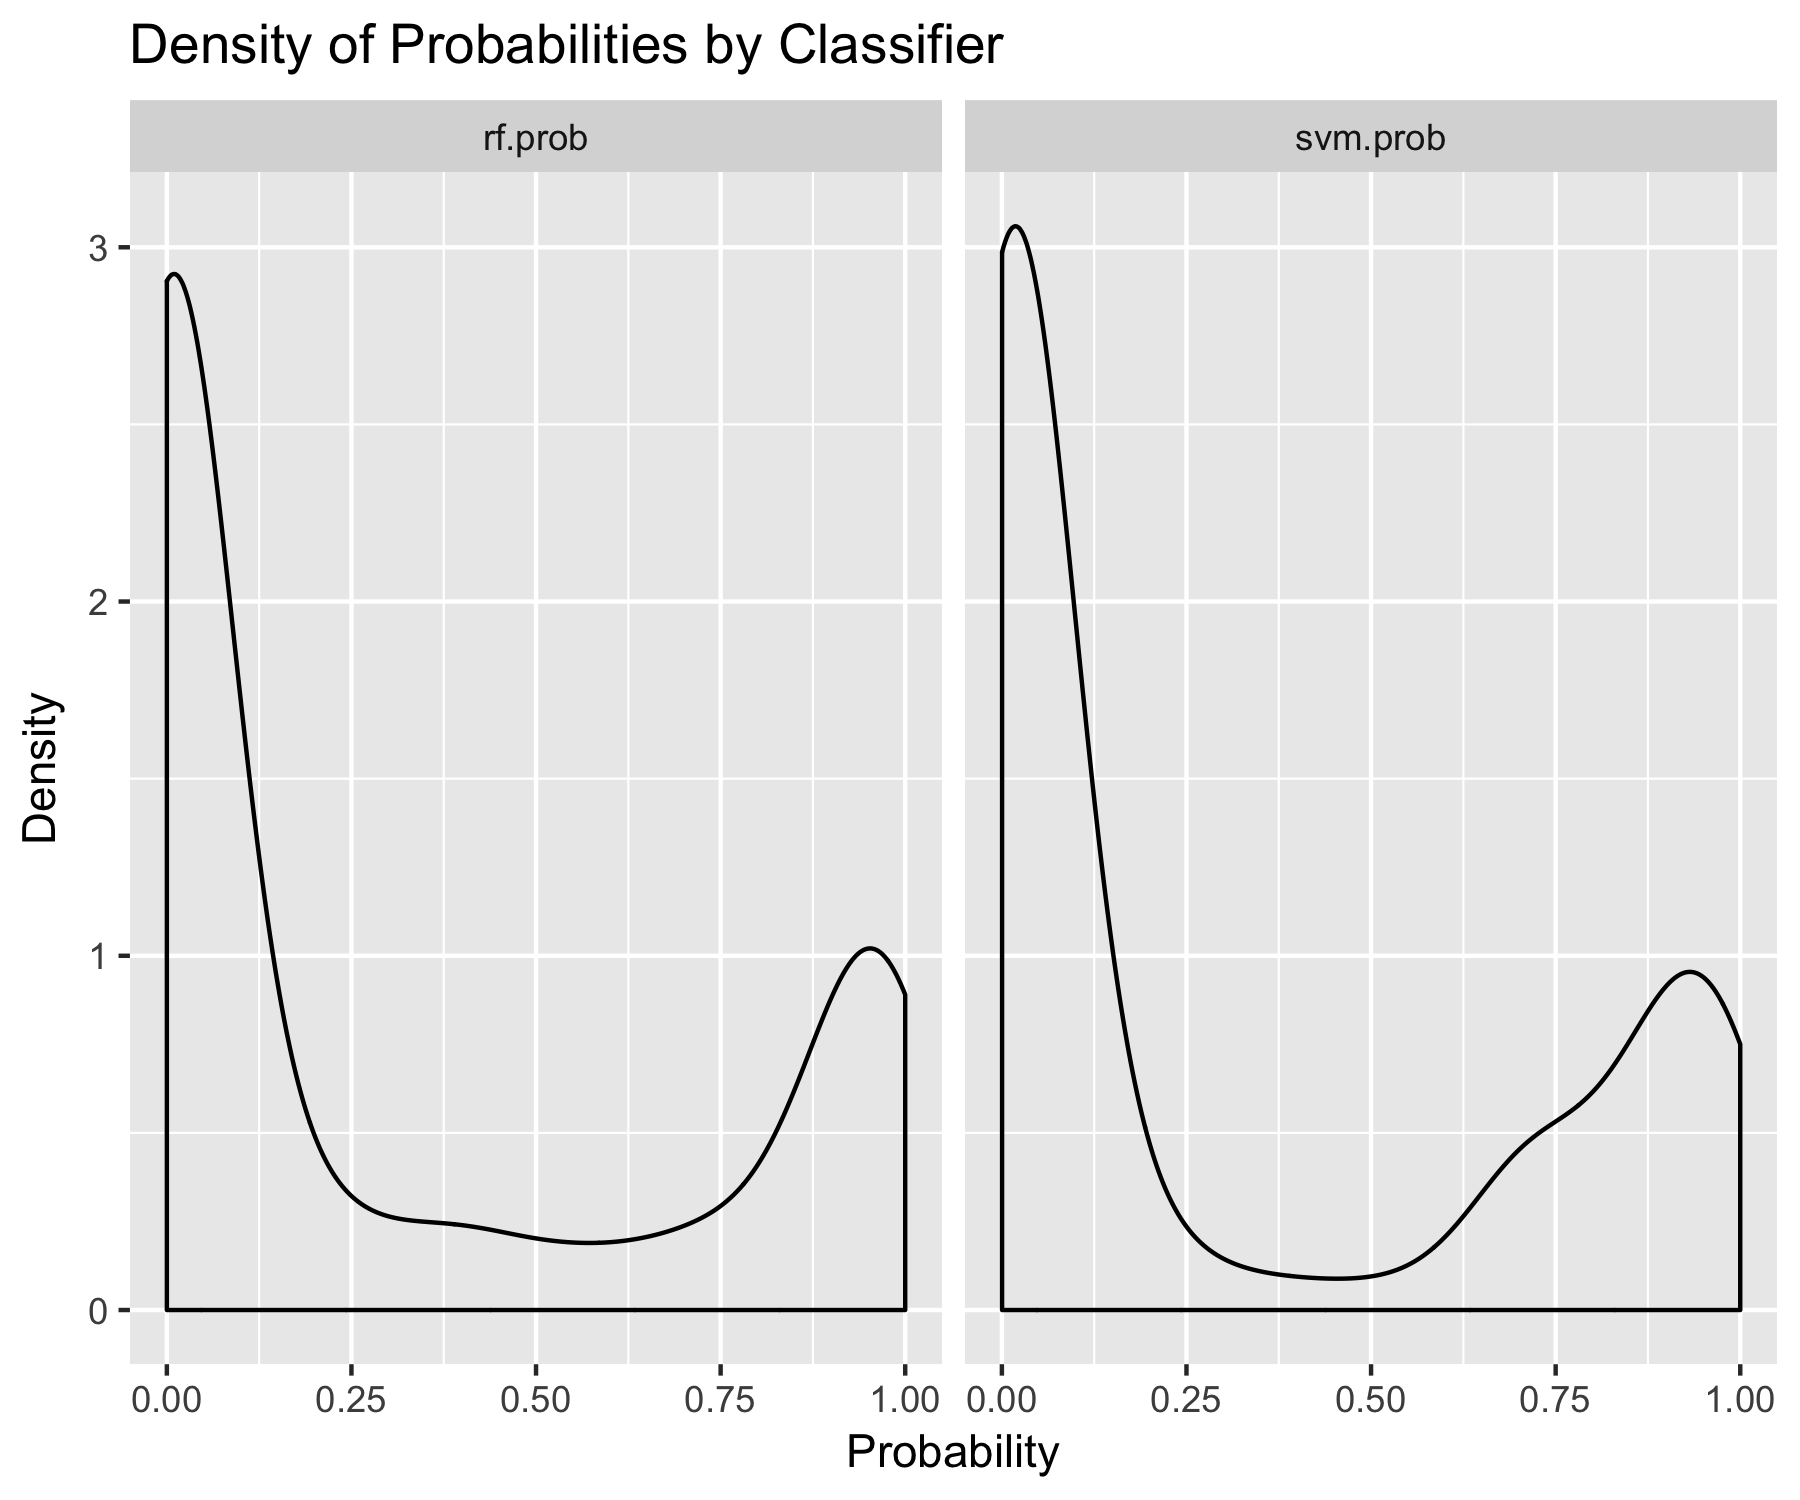 Density of Probabilities by Classifier
rf.prob
svm.prob
Density
3
2
1
0
0.00 0.25 0.50 0.75 1.00
0.00 0.25 0.50 0.75 1.00
Probability